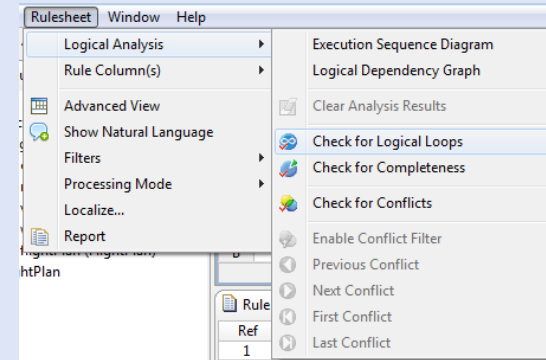 Rulesheet Window Help
Logical Analysis
Rule Column(s)
Advanced View
Show Natural Language
Filters
Processing Mode
Localize...
Report
Execution Sequence Diagram
Logical Dependency Graph
Clear Analysis Results
Check for Logical Loops
Check for Completeness
Check for Conflicts
Enable Conflict Filter
Previous Conflict
Next Conflict
First Conflict
Last Conflict
htPlan
Rule
Ref
1